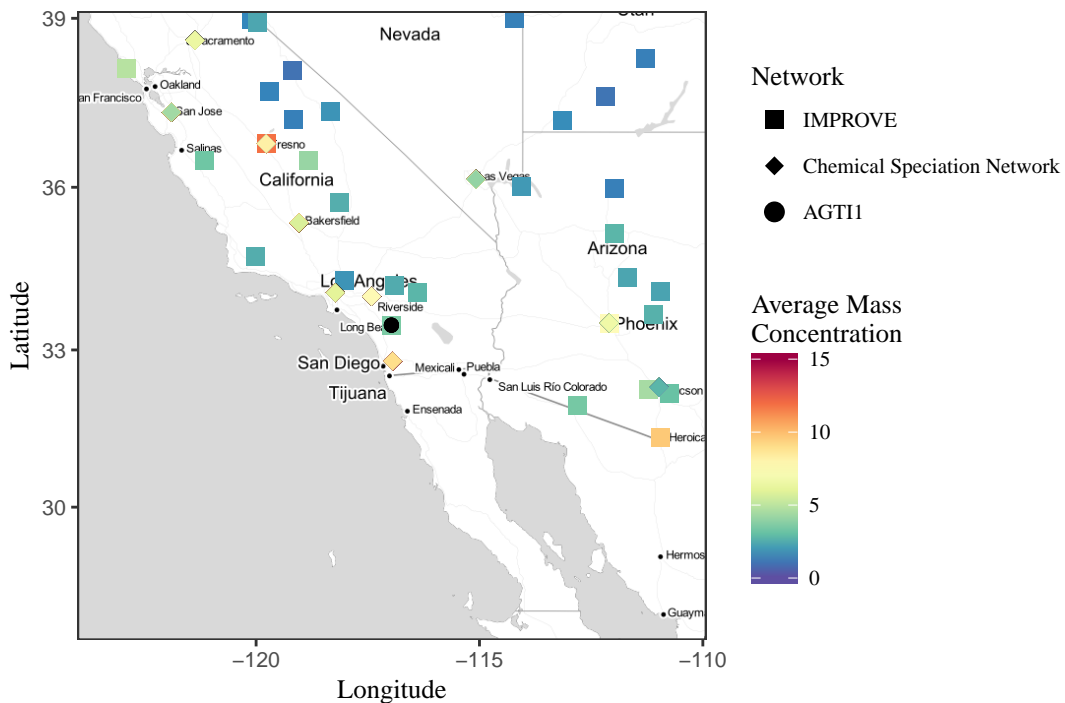 39
36
33
30
Latitude
−120
−115
−110
Longitude
Nevada
Utah
acramento
Oakland
an Francisco
San Jose
Salinas
resno
California
as Vegas
Bakersfield
Arizona
Los Angeles
Riverside
Long Bea
Phoenix
San Diego
Mexicali
Puebla
Tijuana
San Luis Río Colorado
cson
Ensenada
Heroica
Hermos
Guayma
Network
IMPROVE
Chemical Speciation Network
AGTI1
Average Mass
Concentration
15
10
5
0